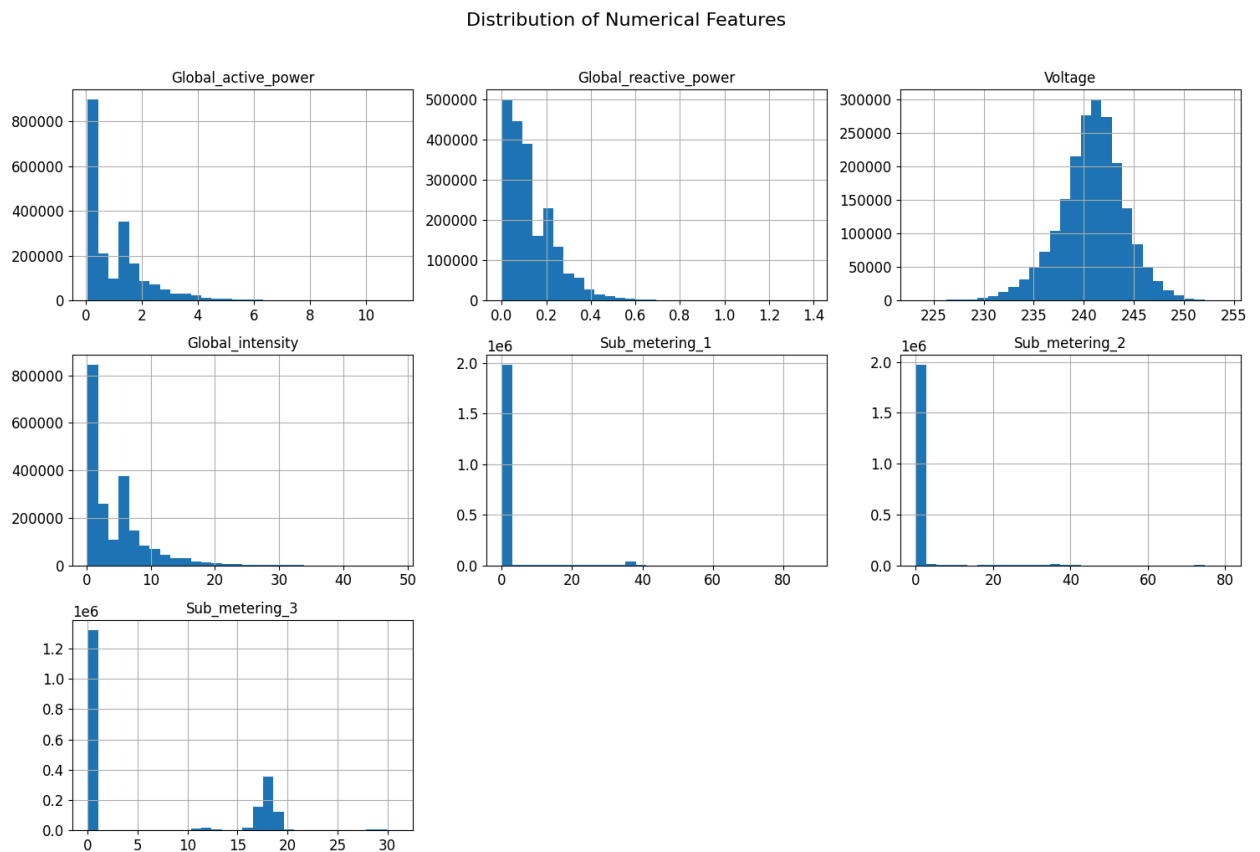 Distribution of Numerical Features
Global_active_power
800000
600000
400000
200000
0
0 2 4 6 8 10
Global_reactive_power
500000
400000
300000
200000
100000
0
0.0 0.2 0.4 0.6 0.8 1.0 1.2 1.4
Voltage
300000
250000
200000
150000
100000
50000
0
225 230 235 240 245 250 255
Global_intensity
800000
600000
400000
200000
0
0 10 20 30 40 50
Sub_metering_1
1e6
2.0
1.5
1.0
0.5
0.0
0 20 40 60 80
Sub_metering_2
1e6
2.0
1.5
1.0
0.5
0.0
0 20 40 60 80
Sub_metering_3
1e6
1.2
1.0
0.8
0.6
0.4
0.2
0.0
0 5 10 15 20 25 30